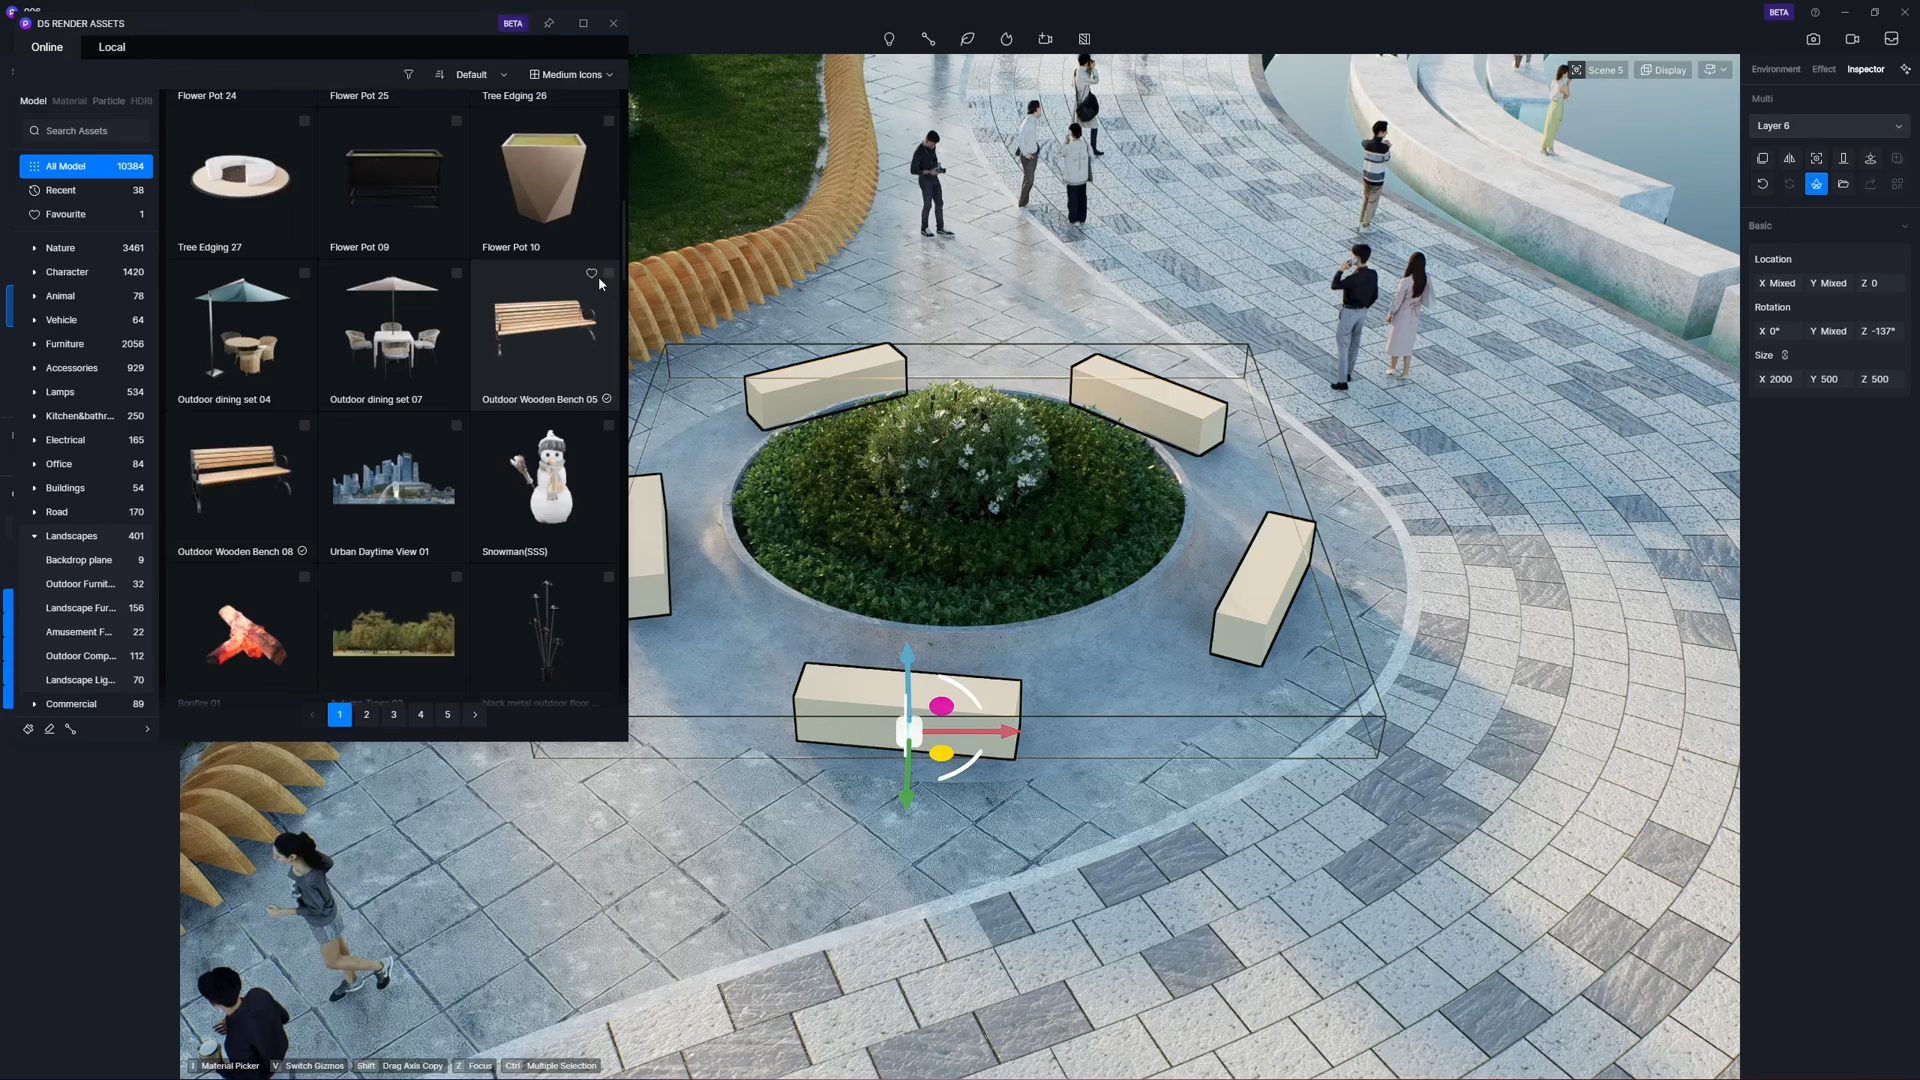 D5 RENDER ASSETS
BETA
Online
Local
Default
Medium Icons
Model Material Particle HDRI
Search Assets
All Model 10384
Recent 38
Favourite 1
Nature 3461
Character 1420
Animal 78
Vehicle 64
Furniture 2056
Accessories 929
Lamps 534
Kitchen&bathr... 250
Electrical 165
Office 84
Buildings 54
Road 170
Landscapes 401
Backdrop plane 9
Outdoor Furnit... 32
Landscape Fur... 156
Amusement F... 22
Outdoor Comp... 112
Landscape Lig... 70
Commercial 89
Flower Pot 24
Flower Pot 25
Tree Edging 26
Tree Edging 27
Flower Pot 09
Flower Pot 10
Outdoor dining set 04
Outdoor dining set 07
Outdoor Wooden Bench 05
Outdoor Wooden Bench 08
Urban Daytime View 01
Snowman(SSS)
Bonfire 01
black metal outdoor floor ...
1 2 3 4 5
BETA
Scene 5
Display
Environment Effect Inspector
Multi
Layer 6
Basic
Location
X Mixed Y Mixed Z 0
Rotation
X 0° Y Mixed Z -137°
Size
X 2000 Y 500 Z 500
I Material Picker V Switch Gizmos Shift Drag Axis Copy Z Focus Ctrl Multiple Selection